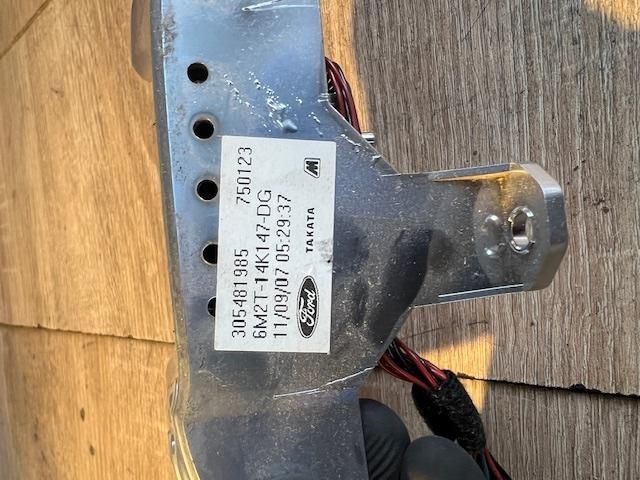 305481985 750123
6M2T-14K147-DG
11/09/07 05:29:37
Ford TAKATA